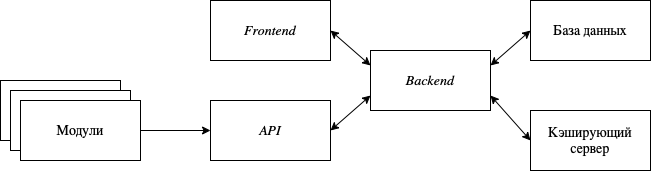 Frontend
База данных
Backend
Модули
API
Кэширующий
сервер